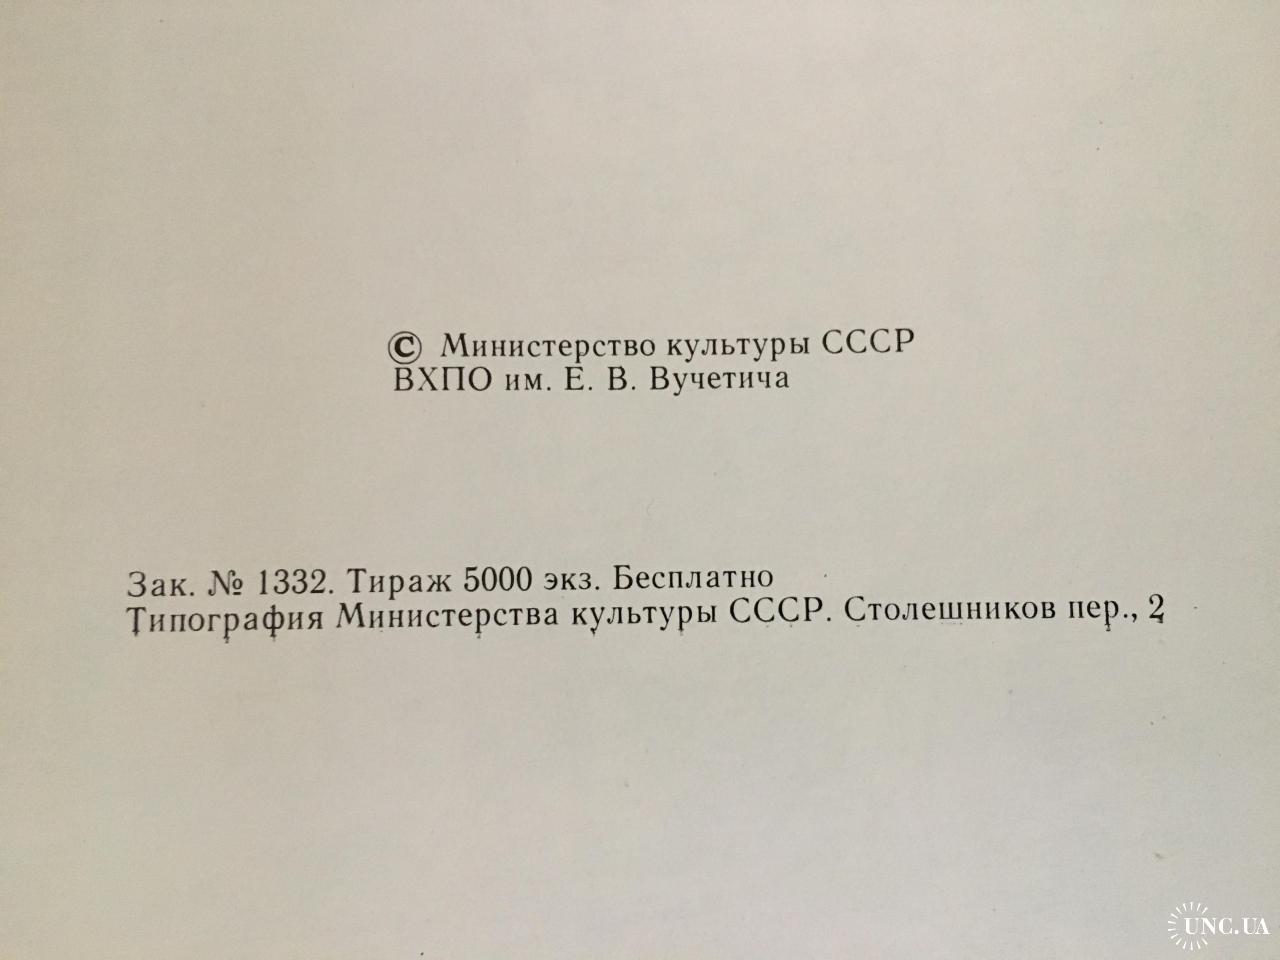 © Министерство культуры СССР
ВХПО им. Е. В. Вучетича
Зак. № 1332. Тираж 5000 экз. Бесплатно
Типография Министерства культуры СССР. Столешников пер., 2
UNC.UA